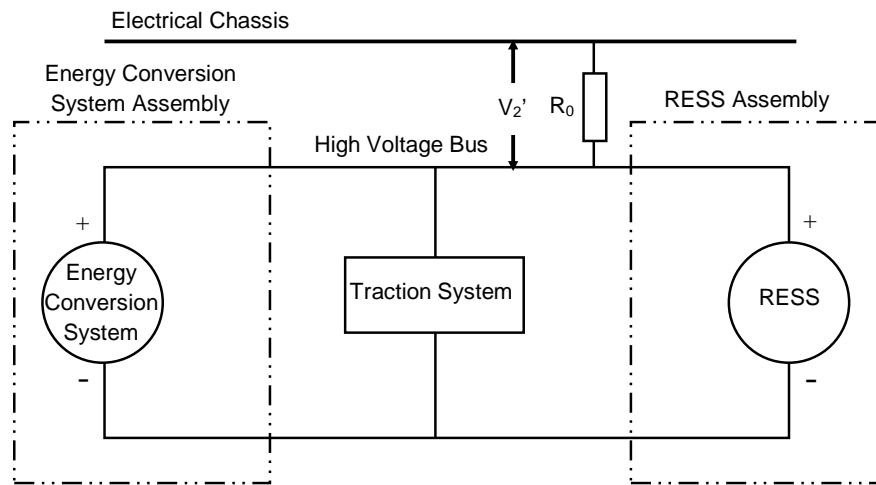 Electrical Chassis
Energy Conversion
System Assembly
V₂’
R₀
RESS Assembly
High Voltage Bus
+
+
Energy
Conversion
System
Traction System
RESS
-
-